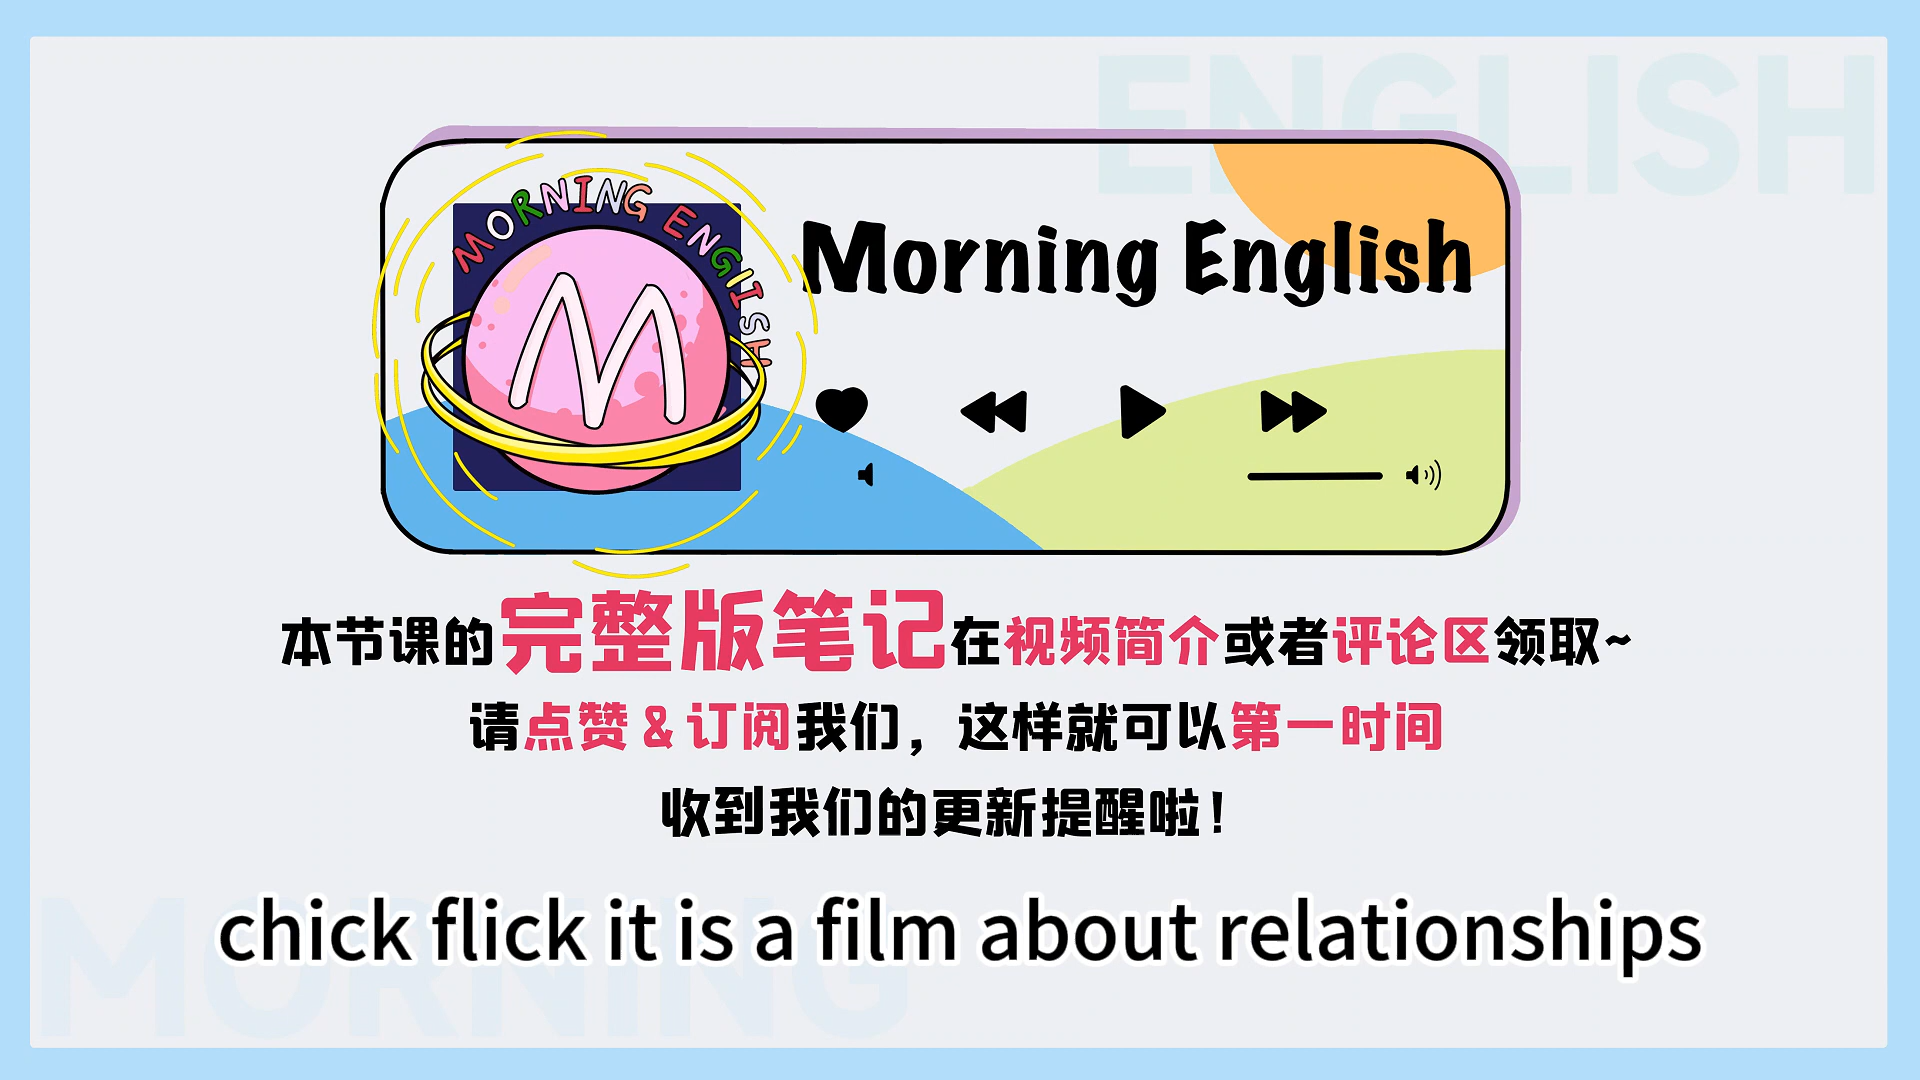 ENGLISH
MORNING ENGLISH
M
Morning English
本节课的完整版笔记在视频简介或者评论区领取~
请点赞&订阅我们，这样就可以第一时间
收到我们的更新提醒啦！
MORNING
chick flick it is a film about relationships